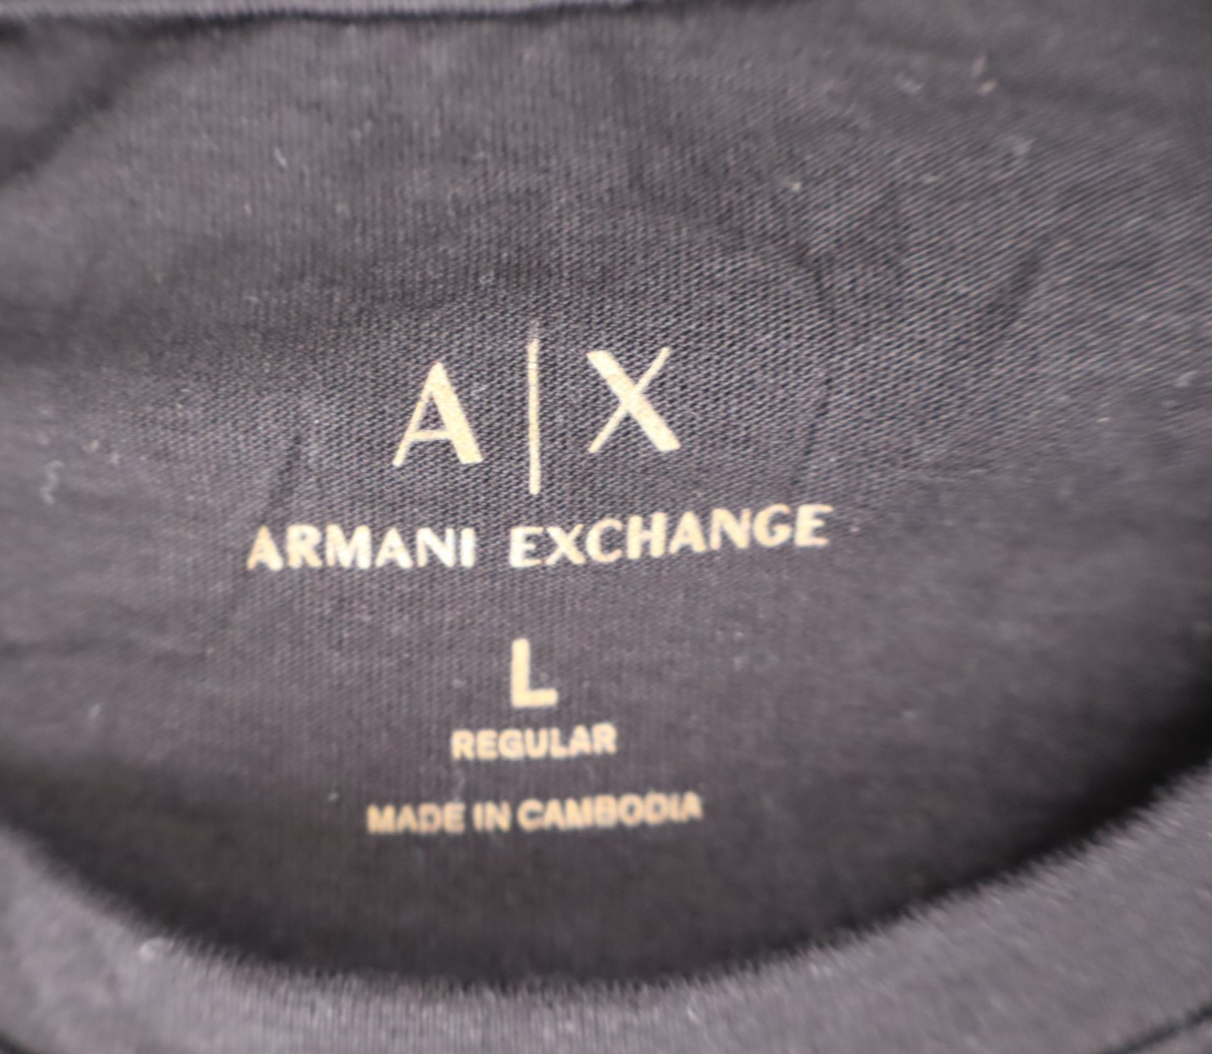 A|X
ARMANI EXCHANGE
L
REGULAR
MADE IN CAMBODIA